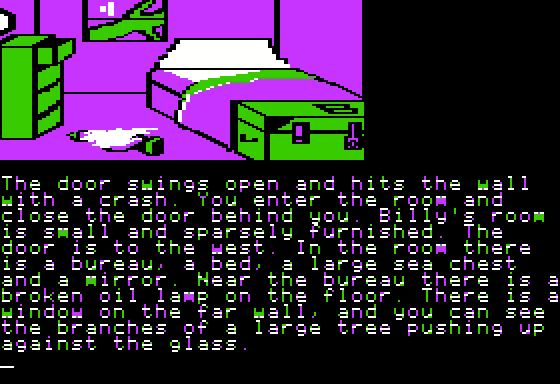 The door swings open and hits the wall
with a crash. You enter the room and
close the door behind you. Billy's room
is small and sparsely furnished. The
door is to the west. In the room there
is a bureau, a bed, a large sea chest
and a mirror. Near the bureau there is a
broken oil lamp on the floor. There is a
window on the far wall, and you can see
the branches of a large tree pushing up
against the glass.